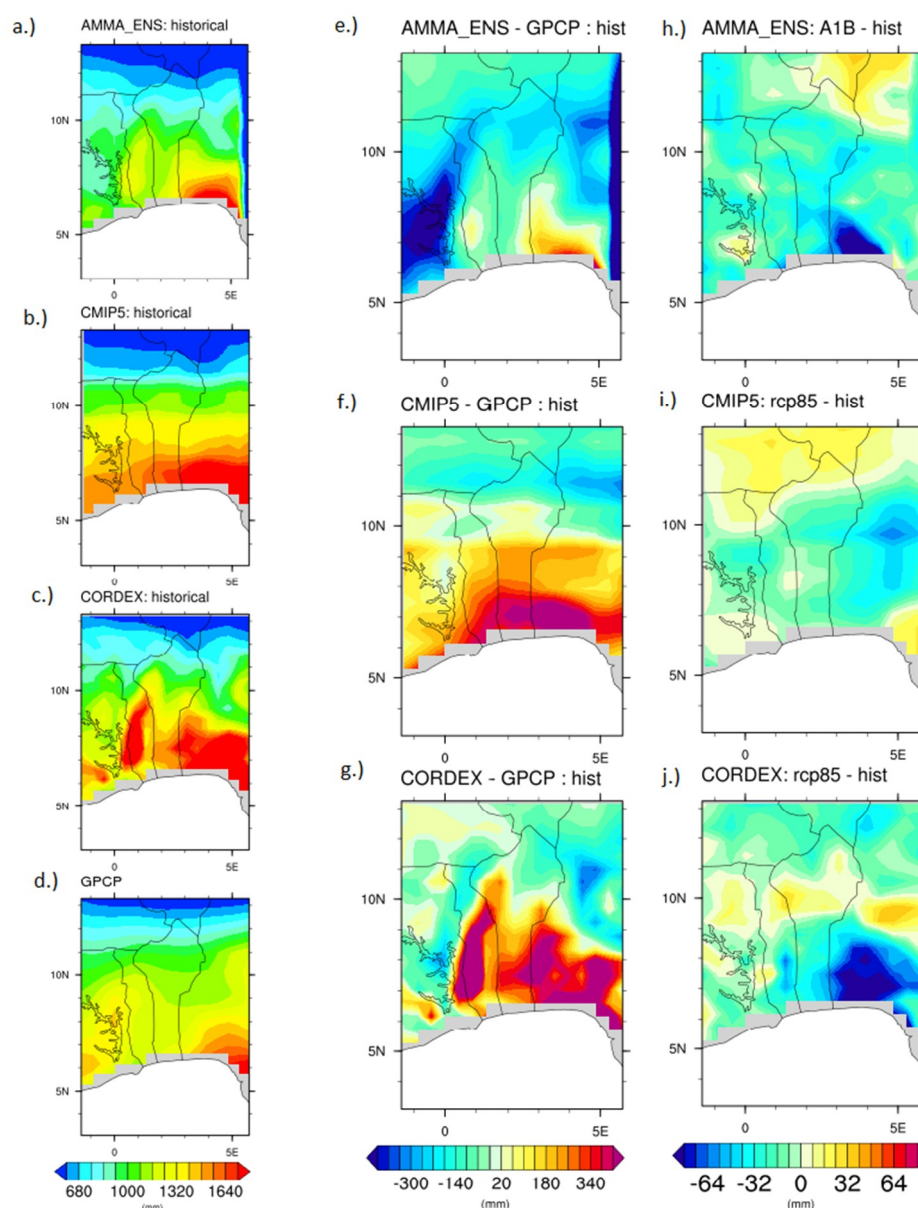 a.)
AMMA_ENS: historical
10N
5N
0
5E
b.)
CMIP5: historical
10N
5N
0
5E
c.)
CORDEX: historical
10N
5N
0
5E
d.)
GPCP
10N
5N
0
5E
680 1000 1320 1640
(mm)
e.)
AMMA_ENS - GPCP : hist
10N
5N
0
5E
f.)
CMIP5 - GPCP : hist
10N
5N
0
5E
g.)
CORDEX - GPCP : hist
10N
5N
0
5E
-300 -140 20 180 340
(mm)
h.)
AMMA_ENS: A1B - hist
10N
5N
0
5E
i.)
CMIP5: rcp85 - hist
10N
5N
0
5E
j.)
CORDEX: rcp85 - hist
10N
5N
0
5E
-64 -32 0 32 64
(mm)